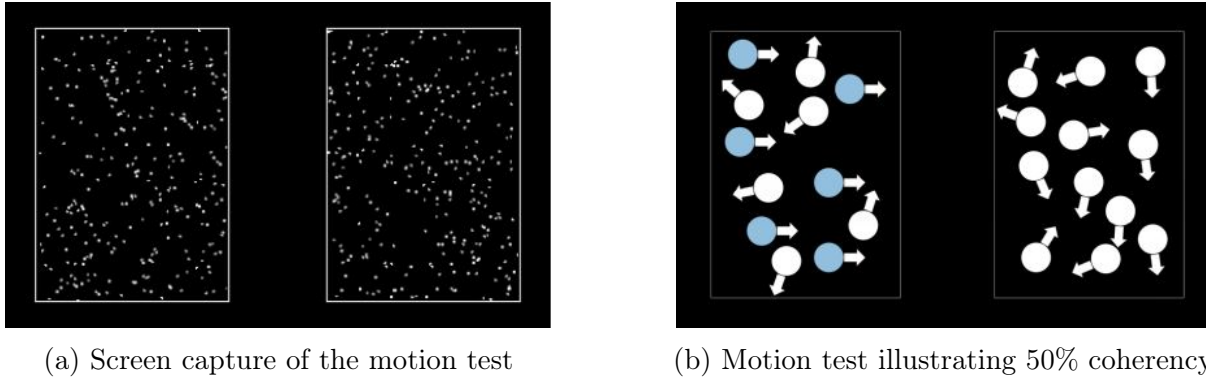 (a) Screen capture of the motion test
(b) Motion test illustrating 50% coherency